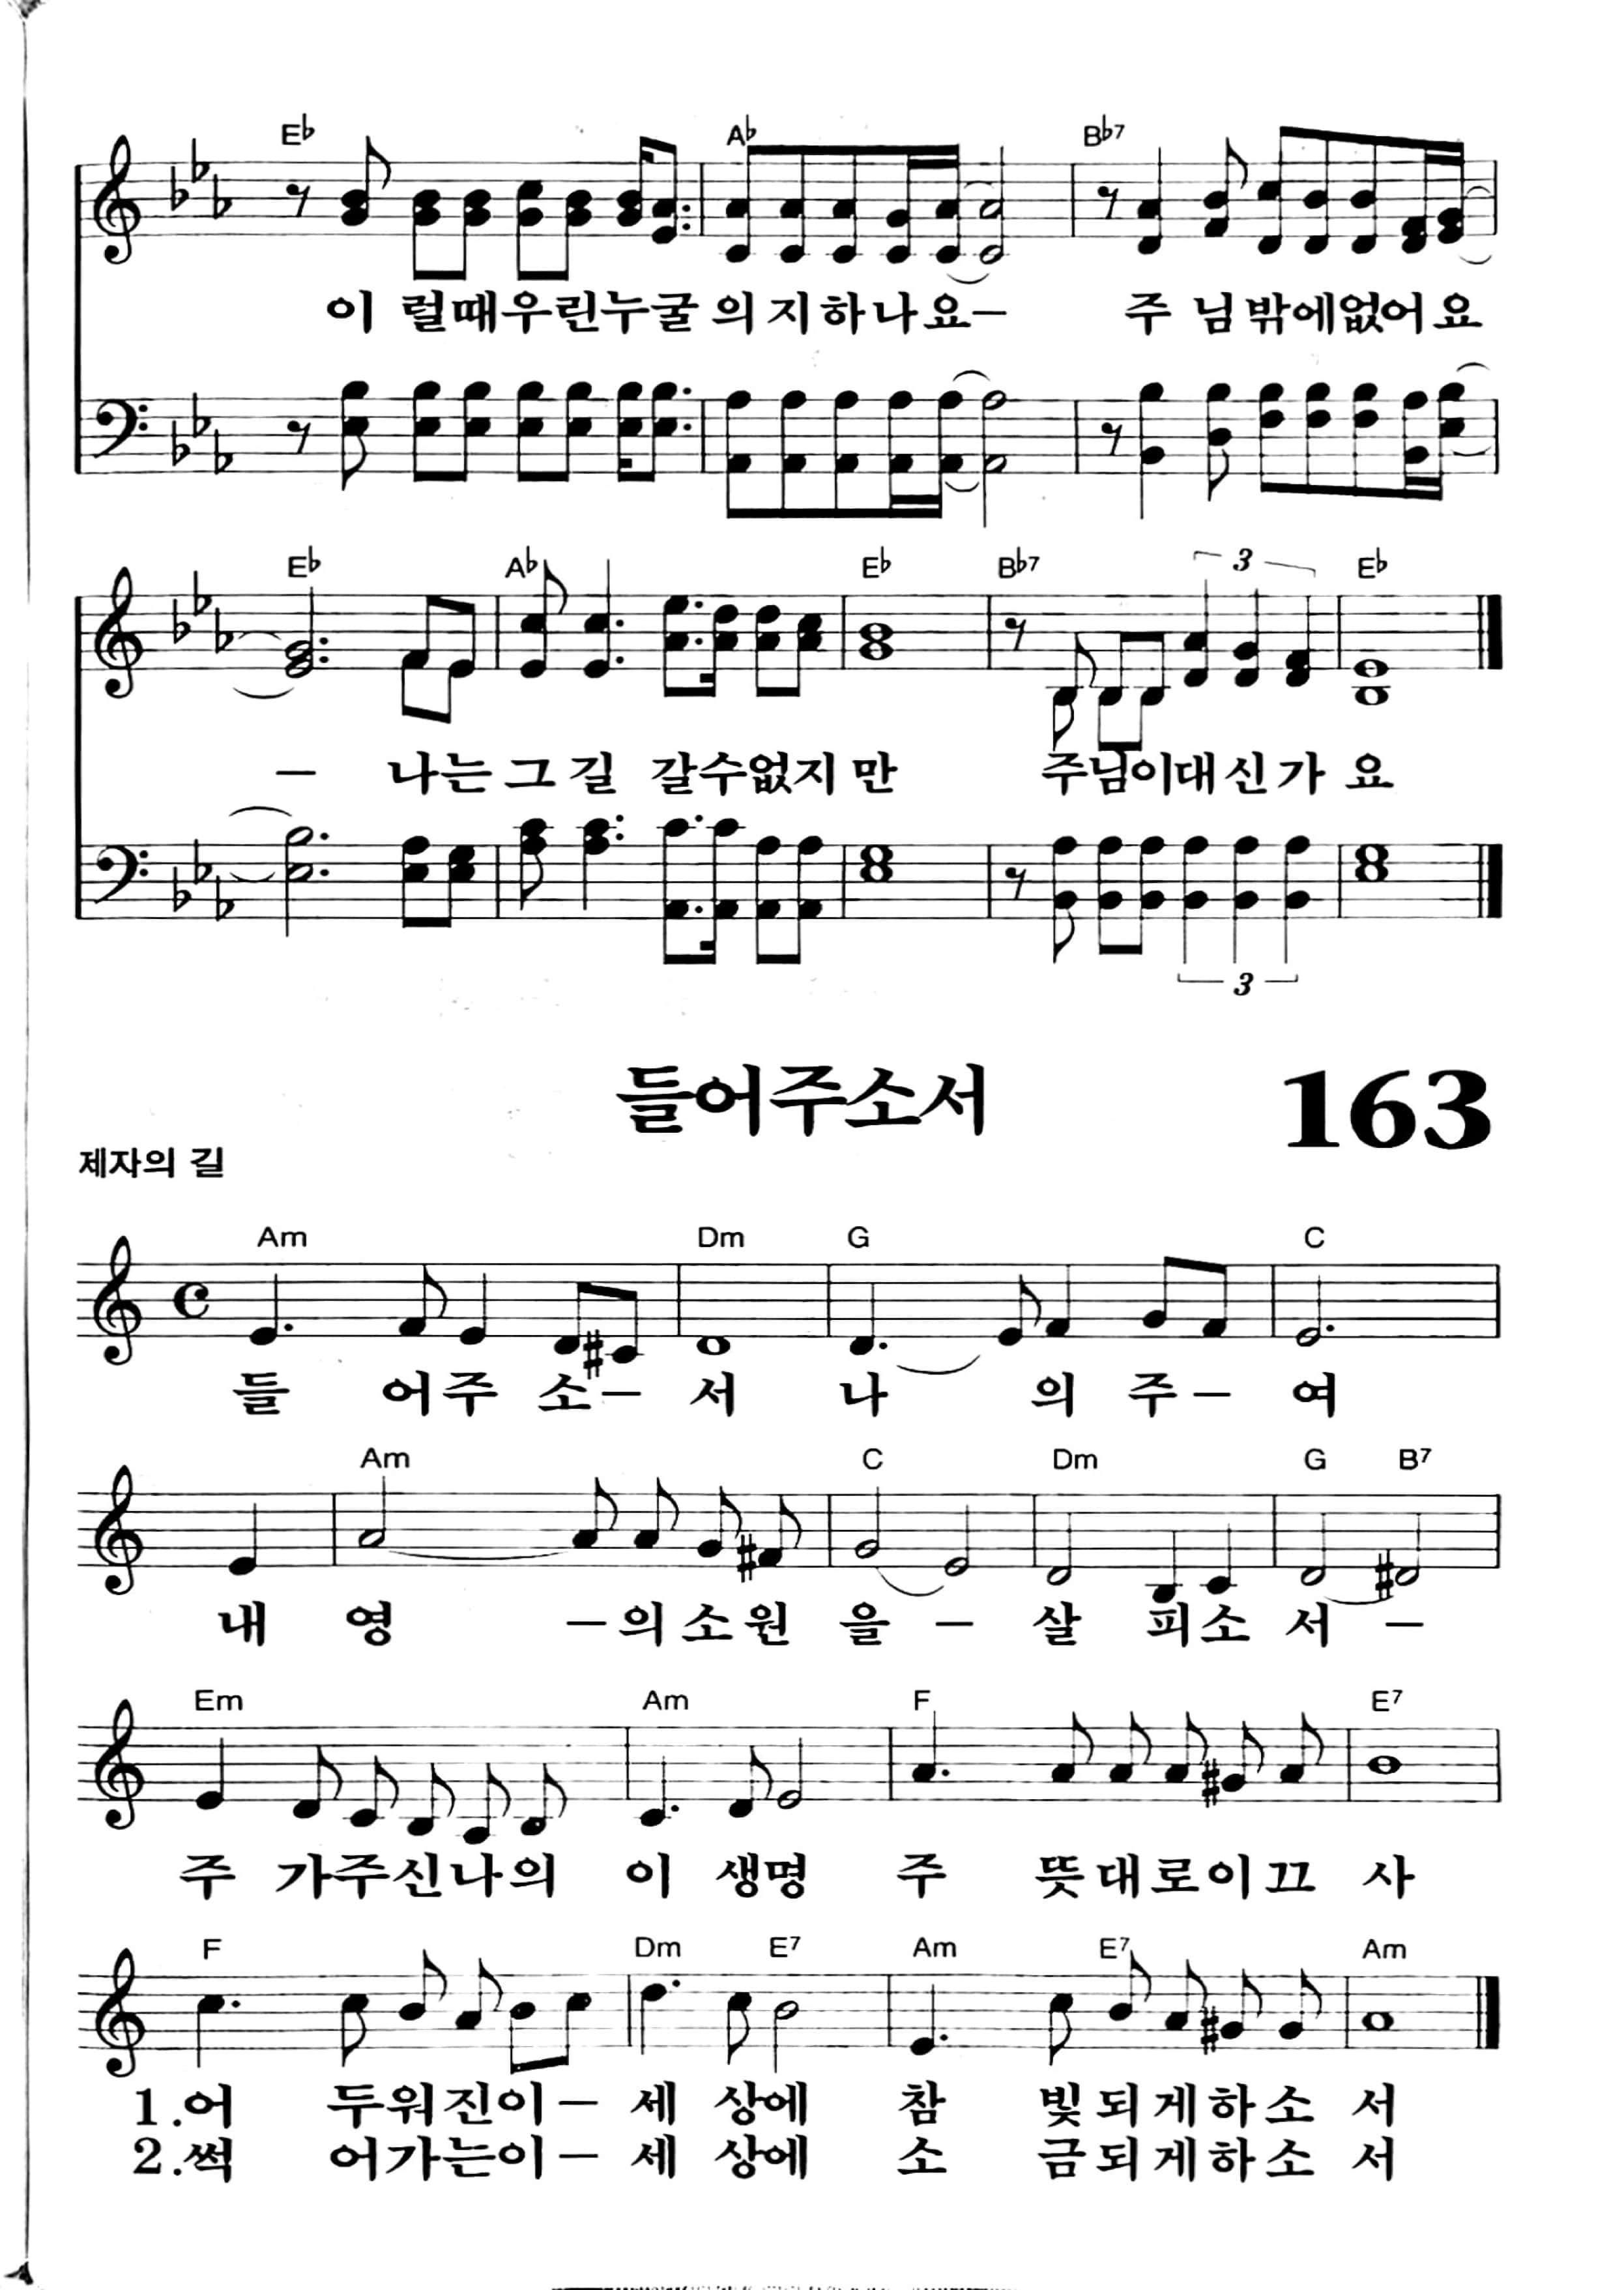 E♭ A♭ B♭7
이 럴때우린누굴 의지하나요– 주 님밖에없어요
E♭ A♭ E♭ B♭7 3 E♭
– 나는그길 갈수없지만 주님이대신가 요
3
들어주소서 163
제자의 길
Am Dm G C
들 어주 소– 서 나 의 주– 여
Am C Dm G B7
내 영 –의소원 을 – 살 피소 서 –
Em Am F E7
주 가주신나의 이 생명 주 뜻대로이끄 사
F Dm E7 Am E7 Am
1.어 두워진이– 세 상에 참 빛되게하소 서
2.썩 어가는이– 세 상에 소 금되게하소 서